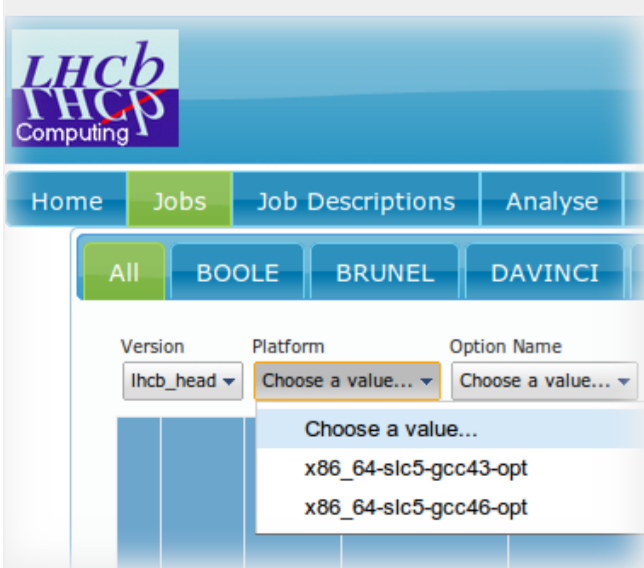 LHCb
LHCb
Computing
Home Jobs Job Descriptions Analyse
All BOOLE BRUNEL DAVINCI
Version Platform Option Name
lhcb_head Choose a value... Choose a value...
Choose a value...
x86_64-slc5-gcc43-opt
x86_64-slc5-gcc46-opt